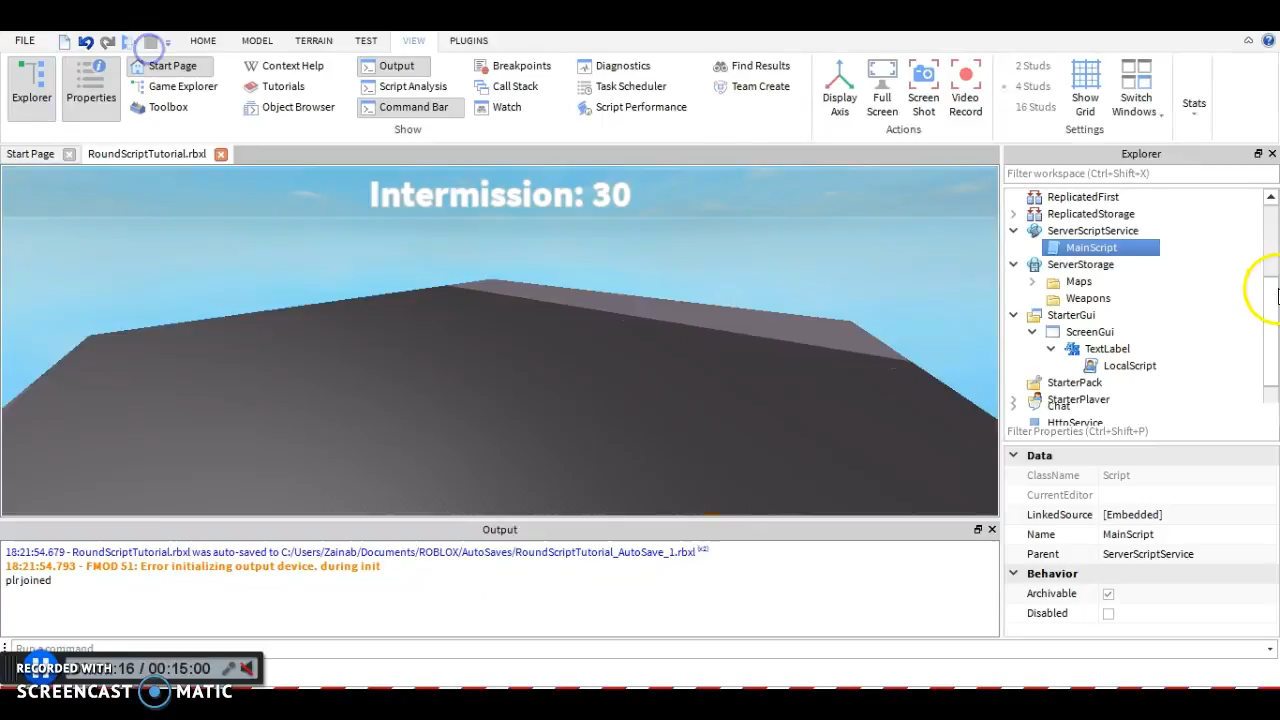 FILE HOME MODEL TERRAIN TEST VIEW PLUGINS
Explorer
Properties
Start Page
Game Explorer
Toolbox
Context Help
Tutorials
Object Browser
Output
Script Analysis
Command Bar
Breakpoints
Call Stack
Watch
Diagnostics
Task Scheduler
Script Performance
Find Results
Team Create
Show
Display
Axis
Full
Screen
Screen
Shot
Video
Record
Actions
2 Studs
4 Studs
16 Studs
Show
Grid
Switch
Windows
Settings
Stats
Start Page RoundScriptTutorial.rbxl
Intermission: 30
Explorer
Filter workspace (Ctrl+Shift+X)
ReplicatedFirst
ReplicatedStorage
ServerScriptService
MainScript
ServerStorage
Maps
Weapons
StarterGui
ScreenGui
TextLabel
LocalScript
StarterPack
StarterPlayer
Chat
HttpService
Filter Properties (Ctrl+Shift+P)
Data
ClassName Script
CurrentEditor
LinkedSource [Embedded]
Name MainScript
Parent ServerScriptService
Behavior
Archivable
Disabled
Output
18:21:54.679 - RoundScriptTutorial.rbxl was auto-saved to C:/Users/Zainab/Documents/ROBLOX/AutoSaves/RoundScriptTutorial_AutoSave_1.rbxl (x2)
18:21:54.793 - FMOD 51: Error initializing output device. during init
plr joined
Run a command
RECORDED WITH
:16 / 00:15:00
SCREENCAST MATIC